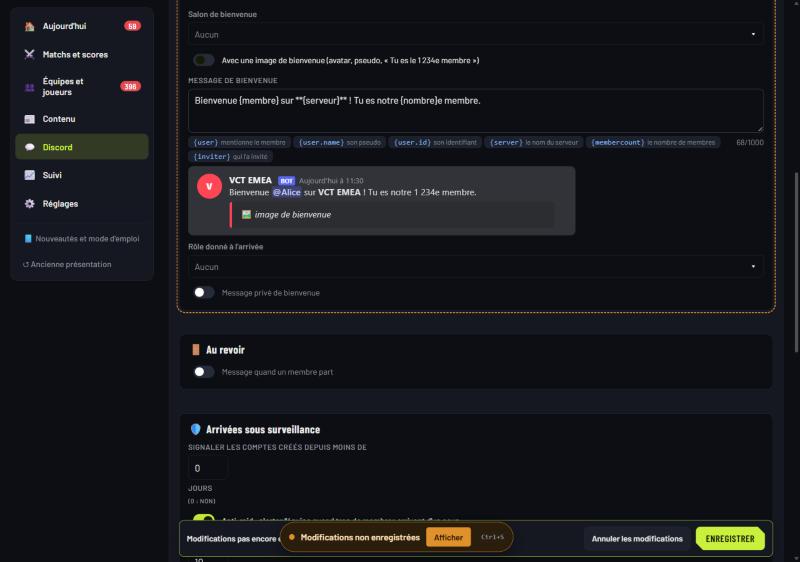 Aujourd'hui
59
Matchs et scores
Équipes et
joueurs
396
Contenu
Discord
Suivi
Réglages
Nouveautés et mode d'emploi
↺ Ancienne présentation
Salon de bienvenue
Aucun
Avec une image de bienvenue (avatar, pseudo, « Tu es le 1 234e membre »)
MESSAGE DE BIENVENUE
Bienvenue {membre} sur **{serveur}** ! Tu es notre {nombre}e membre.
{user} mentionne le membre {user.name} son pseudo {user.id} son identifiant {server} le nom du serveur {membercount} le nombre de membres 68/1000
{inviter} qui l'a invité
V
VCT EMEA BOT Aujourd'hui à 11:30
Bienvenue @Alice sur VCT EMEA ! Tu es notre 1 234e membre.
image de bienvenue
Rôle donné à l'arrivée
Aucun
Message privé de bienvenue
Au revoir
Message quand un membre part
Arrivées sous surveillance
SIGNALER LES COMPTES CRÉÉS DEPUIS MOINS DE
0
JOURS
(0 : NON)
Modifications pas encore
Modifications non enregistrées
Afficher
Ctrl+S
Annuler les modifications
ENREGISTRER